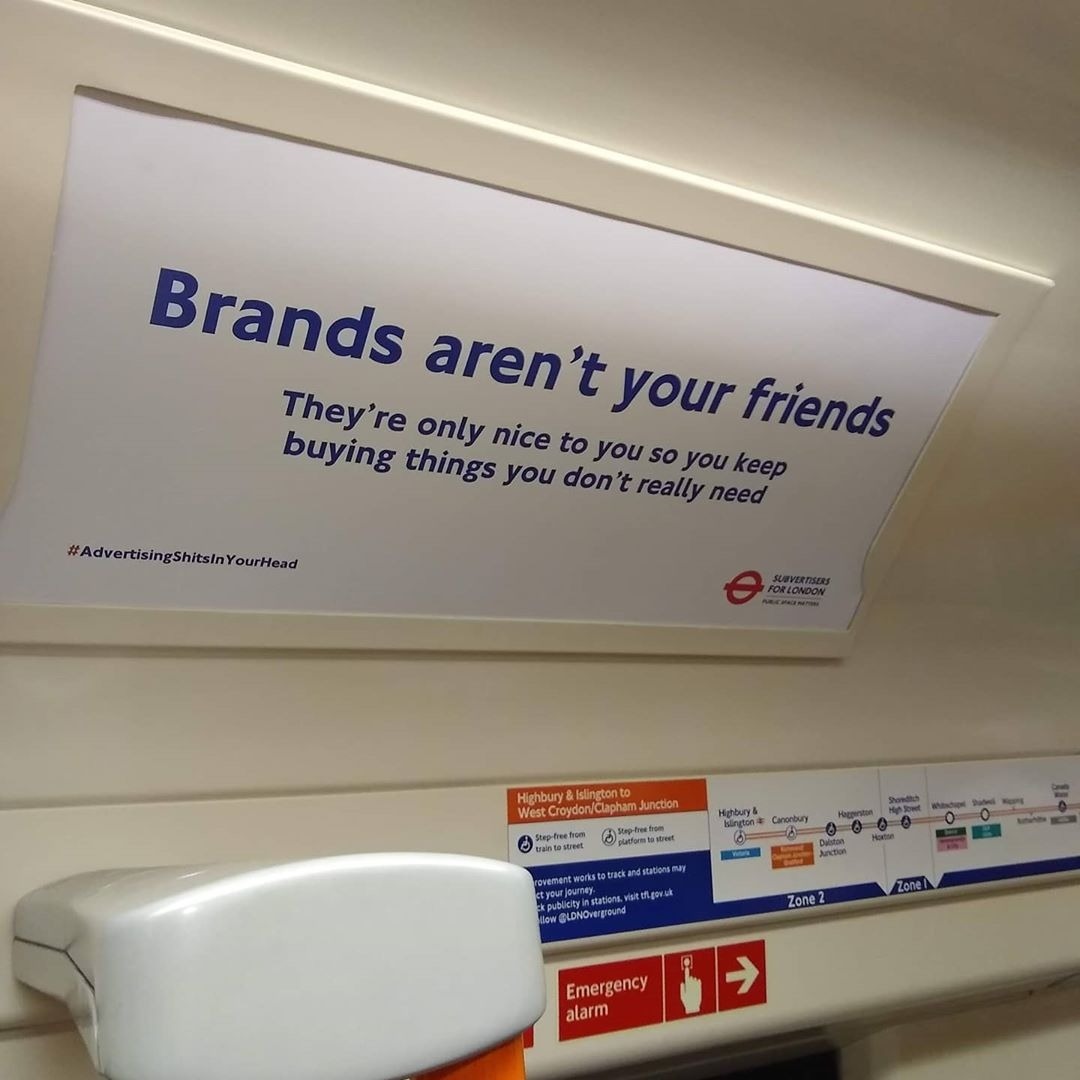 Brands aren't your friends
They're only nice to you so you keep
buying things you don't really need
#AdvertisingShitsInYourHead
SUBVERTISERS
FOR LONDON
PUBLIC SPACE MATTERS
Highbury & Islington to
West Croydon/Clapham Junction
Step-free from
train to street
Step-free from
platform to street
rovement works to track and stations may
ct your journey.
ck publicity in stations, visit tfl.gov.uk
llow @LDNOverground
Highbury &
Islington
Victoria
Canonbury
Dalston
Junction
Haggerston
Hoxton
Shoreditch
High Street
Whitechapel
Shadwell
DLR
Wapping
Rotherhithe
Canada
Water
Zone 2
Zone 1
Emergency
alarm